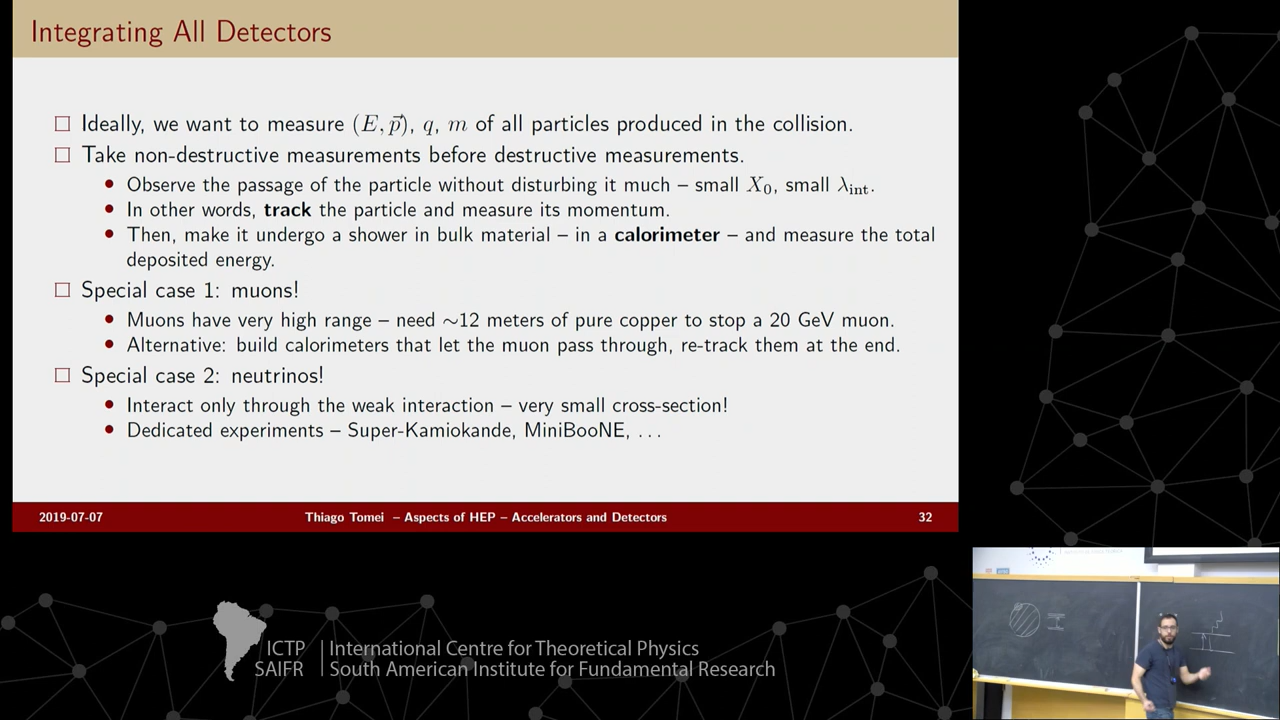 Integrating All Detectors
Ideally, we want to measure (E, p⃗), q, m of all particles produced in the collision.
Take non-destructive measurements before destructive measurements.
Observe the passage of the particle without disturbing it much – small X₀, small λ_int.
In other words, track the particle and measure its momentum.
Then, make it undergo a shower in bulk material – in a calorimeter – and measure the total
deposited energy.
Special case 1: muons!
Muons have very high range – need ∼12 meters of pure copper to stop a 20 GeV muon.
Alternative: build calorimeters that let the muon pass through, re-track them at the end.
Special case 2: neutrinos!
Interact only through the weak interaction – very small cross-section!
Dedicated experiments – Super-Kamiokande, MiniBooNE, ...
2019-07-07 Thiago Tomei – Aspects of HEP – Accelerators and Detectors 32
ICTP International Centre for Theoretical Physics
SAIFR South American Institute for Fundamental Research